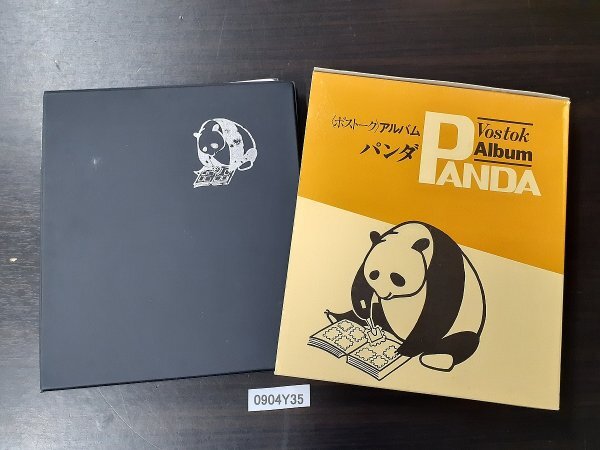 〈ボストーク〉アルバム
パンダ
Vostok
Album
PANDA
0904Y35